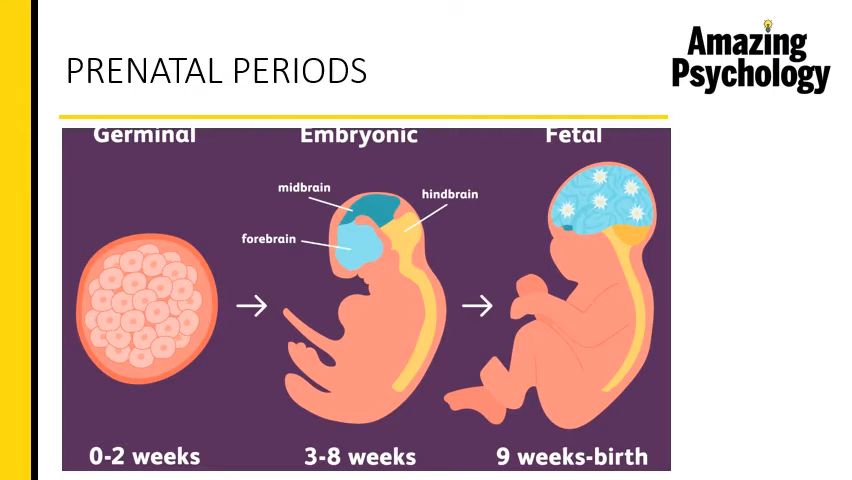 PRENATAL PERIODS
Amazing
Psychology
Germinal
Embryonic
Fetal
midbrain
hindbrain
forebrain
0-2 weeks
3-8 weeks
9 weeks-birth